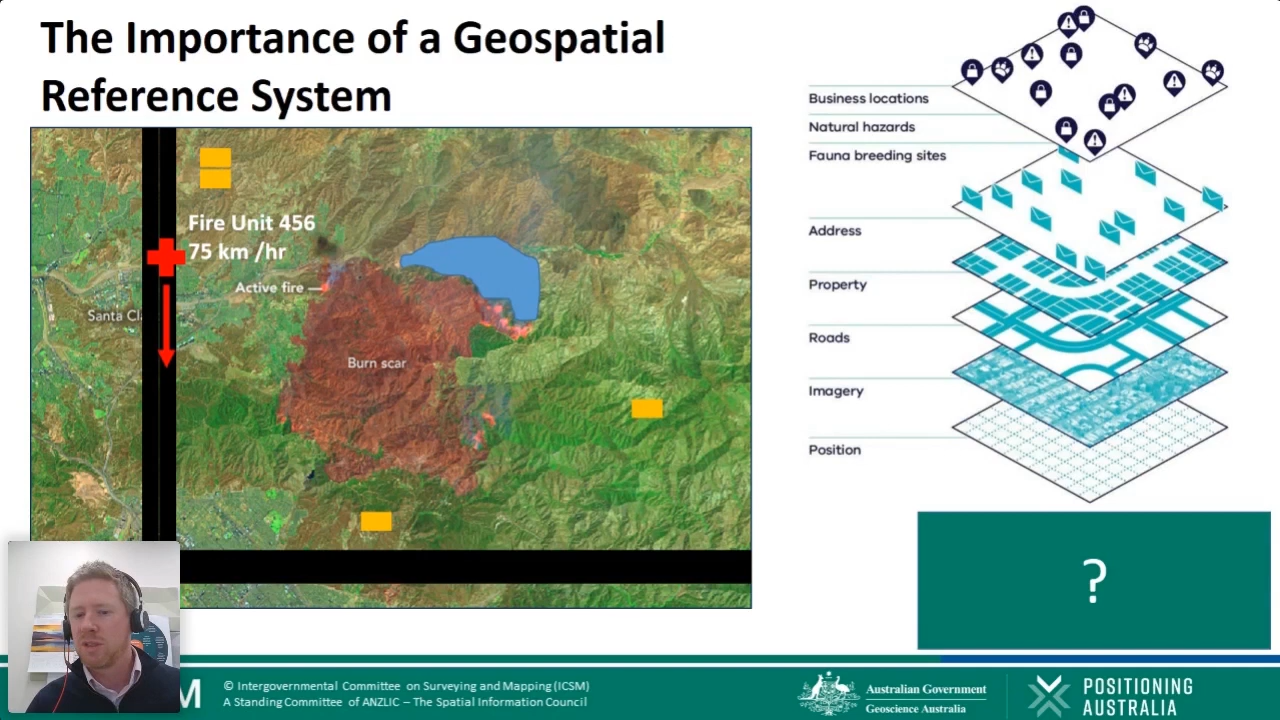 The Importance of a Geospatial
Reference System
Fire Unit 456
75 km /hr
Active fire
Santa Cl
Burn scar
Business locations
Natural hazards
Fauna breeding sites
Address
Property
Roads
Imagery
Position
?
M
© Intergovernmental Committee on Surveying and Mapping (ICSM)
A Standing Committee of ANZLIC – The Spatial Information Council
Australian Government
Geoscience Australia
POSITIONING
AUSTRALIA